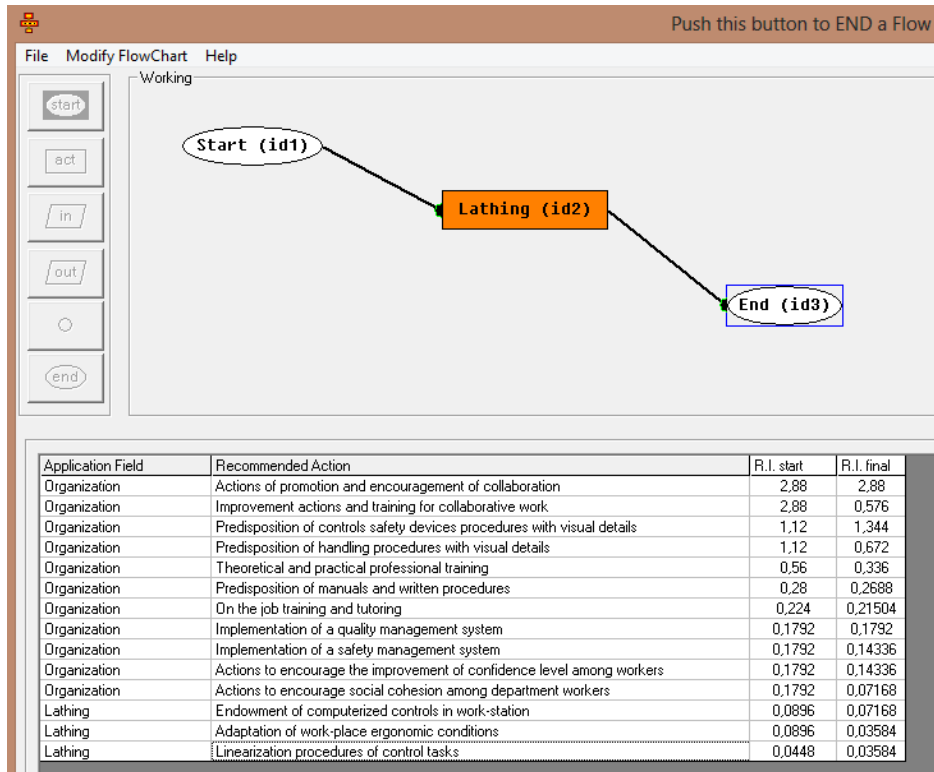 Push this button to END a Flow
File Modify FlowChart Help
Working
start
act
in
out
end
Start (id1)
Lathing (id2)
End (id3)
Application Field Recommended Action R.I. start R.I. final
Organization Actions of promotion and encouragement of collaboration 2,88 2,88
Organization Improvement actions and training for collaborative work 2,88 0,576
Organization Predisposition of controls safety devices procedures with visual details 1,12 1,344
Organization Predisposition of handling procedures with visual details 1,12 0,672
Organization Theoretical and practical professional training 0,56 0,336
Organization Predisposition of manuals and written procedures 0,28 0,2688
Organization On the job training and tutoring 0,224 0,21504
Organization Implementation of a quality management system 0,1792 0,1792
Organization Implementation of a safety management system 0,1792 0,14336
Organization Actions to encourage the improvement of confidence level among workers 0,1792 0,14336
Organization Actions to encourage social cohesion among department workers 0,1792 0,07168
Lathing Endowment of computerized controls in work-station 0,0896 0,07168
Lathing Adaptation of work-place ergonomic conditions 0,0896 0,03584
Lathing Linearization procedures of control tasks 0,0448 0,03584